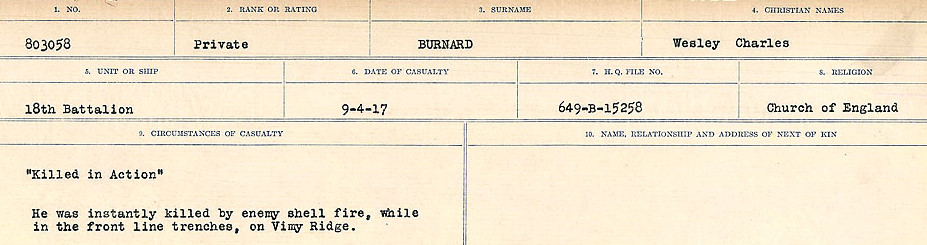 1. NO. 2. RANK OR RATING 3. SURNAME 4. CHRISTIAN NAMES
803058 Private BURNARD Wesley Charles
5. UNIT OR SHIP 6. DATE OF CASUALTY 7. H.Q. FILE NO. 8. RELIGION
18th Battalion 9-4-17 649-B-15258 Church of England
9. CIRCUMSTANCES OF CASUALTY 10. NAME, RELATIONSHIP AND ADDRESS OF NEXT OF KIN
"Killed in Action"
He was instantly killed by enemy shell fire, while
in the front line trenches, on Vimy Ridge.